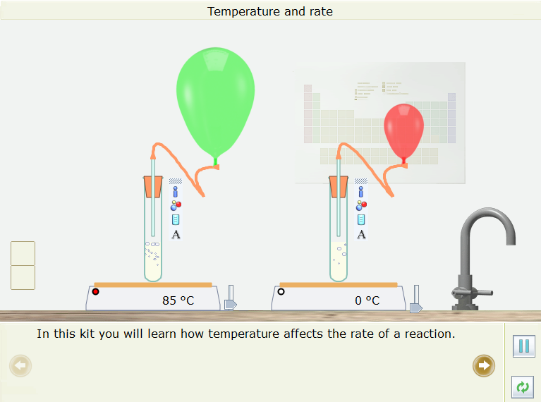 Temperature and rate
A
A
85 °C
0 °C
In this kit you will learn how temperature affects the rate of a reaction.